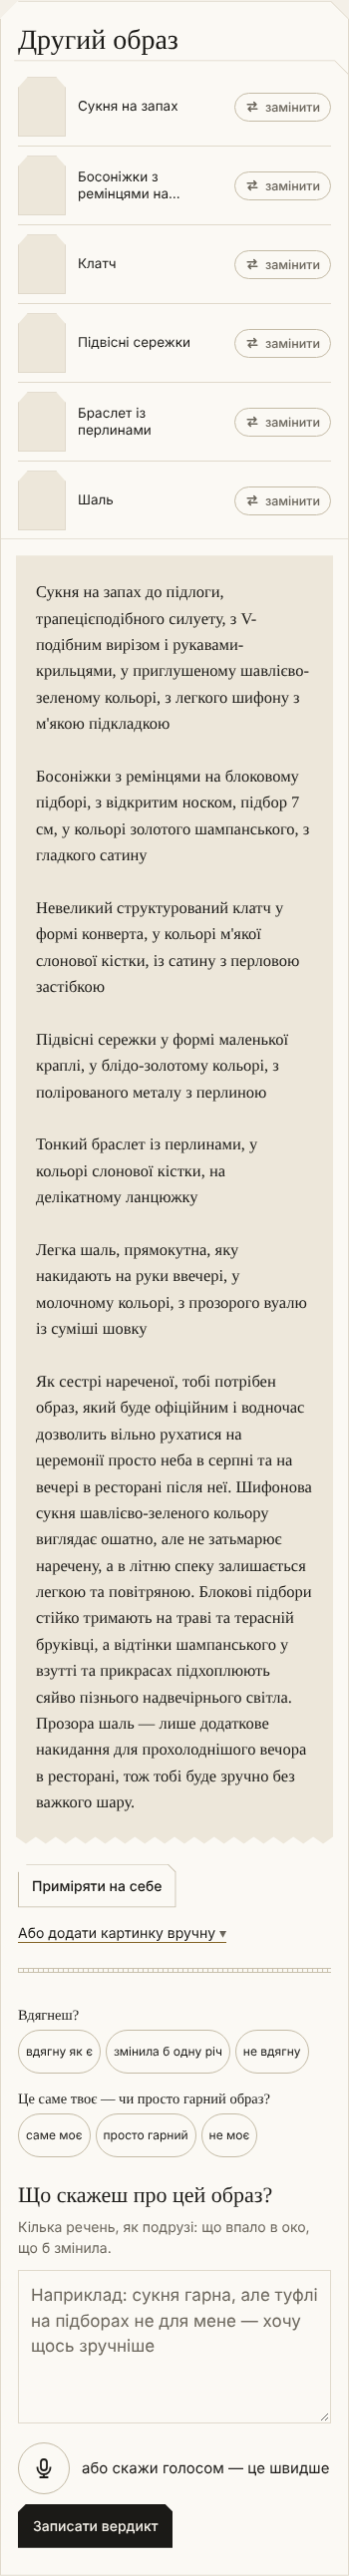 Другий образ
Сукня на запах
замінити
Босоніжки з
ремінцями на...
замінити
Клатч
замінити
Підвісні сережки
замінити
Браслет із
перлинами
замінити
Шаль
замінити
Сукня на запах до підлоги,
трапецієподібного силуету, з V-
подібним вирізом і рукавами-
крильцями, у приглушеному шавлієво-
зеленому кольорі, з легкого шифону з
м'якою підкладкою
Босоніжки з ремінцями на блоковому
підборі, з відкритим носком, підбор 7
см, у кольорі золотого шампанського, з
гладкого сатину
Невеликий структурований клатч у
формі конверта, у кольорі м'якої
слонової кістки, із сатину з перловою
застібкою
Підвісні сережки у формі маленької
краплі, у блідо-золотому кольорі, з
полірованого металу з перлиною
Тонкий браслет із перлинами, у
кольорі слонової кістки, на
делікатному ланцюжку
Легка шаль, прямокутна, яку
накидають на руки ввечері, у
молочному кольорі, з прозорого вуалю
із суміші шовку
Як сестрі нареченої, тобі потрібен
образ, який буде офіційним і водночас
дозволить вільно рухатися на
церемонії просто неба в серпні та на
вечері в ресторані після неї. Шифонова
сукня шавлієво-зеленого кольору
виглядає ошатно, але не затьмарює
наречену, а в літню спеку залишається
легкою та повітряною. Блокові підбори
стійко тримають на траві та терасній
бруківці, а відтінки шампанського у
взутті та прикрасах підхоплюють
сяйво пізнього надвечірнього світла.
Прозора шаль — лише додаткове
накидання для прохолоднішого вечора
в ресторані, тож тобі буде зручно без
важкого шару.
Приміряти на себе
Або додати картинку вручну ▾
Вдягнеш?
вдягну як є
змінила б одну річ
не вдягну
Це саме твоє — чи просто гарний образ?
саме моє
просто гарний
не моє
Що скажеш про цей образ?
Кілька речень, як подрузі: що впало в око,
що б змінила.
Наприклад: сукня гарна, але туфлі
на підборах не для мене — хочу
щось зручніше
або скажи голосом — це швидше
Записати вердикт